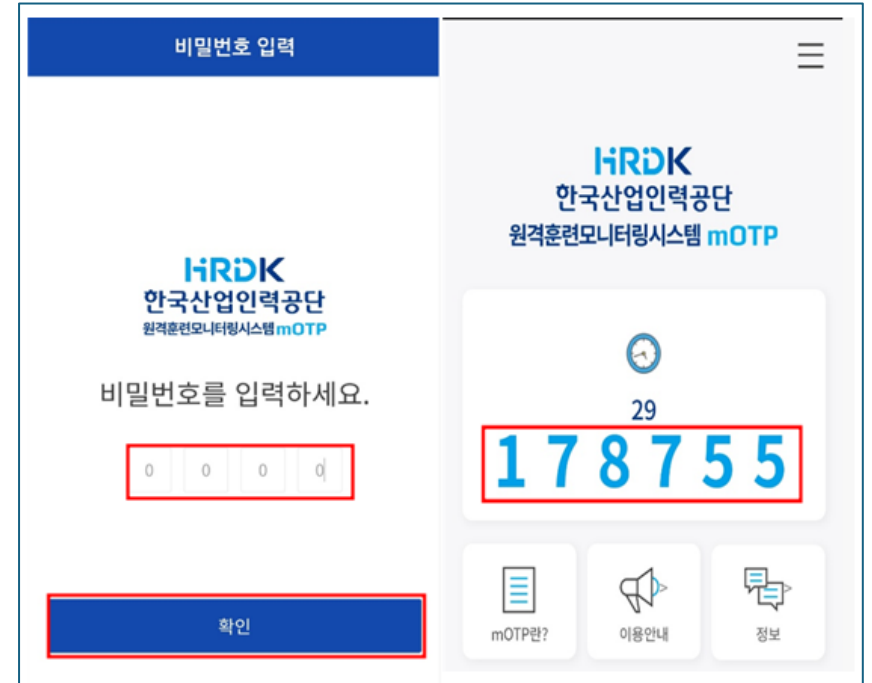 비밀번호 입력
HRDK
한국산업인력공단
원격훈련모니터링시스템 mOTP
비밀번호를 입력하세요.
0 0 0 0
확인
HRDK
한국산업인력공단
원격훈련모니터링시스템 mOTP
29
178755
mOTP란?
이용안내
정보